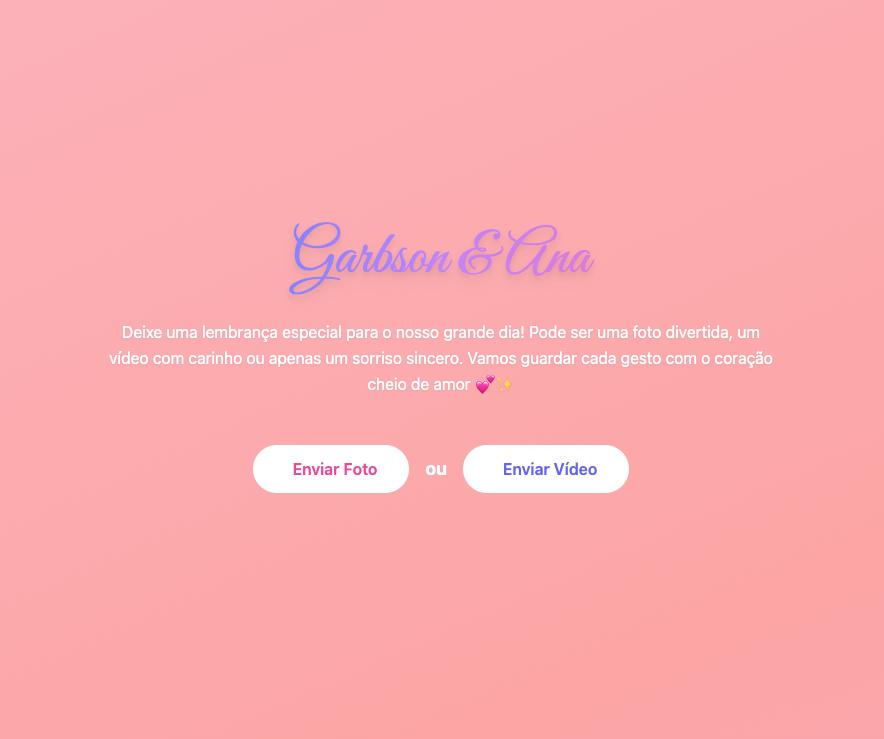 Garbson & Ana
Deixe uma lembrança especial para o nosso grande dia! Pode ser uma foto divertida, um
vídeo com carinho ou apenas um sorriso sincero. Vamos guardar cada gesto com o coração
cheio de amor 💕✨
Enviar Foto ou Enviar Vídeo